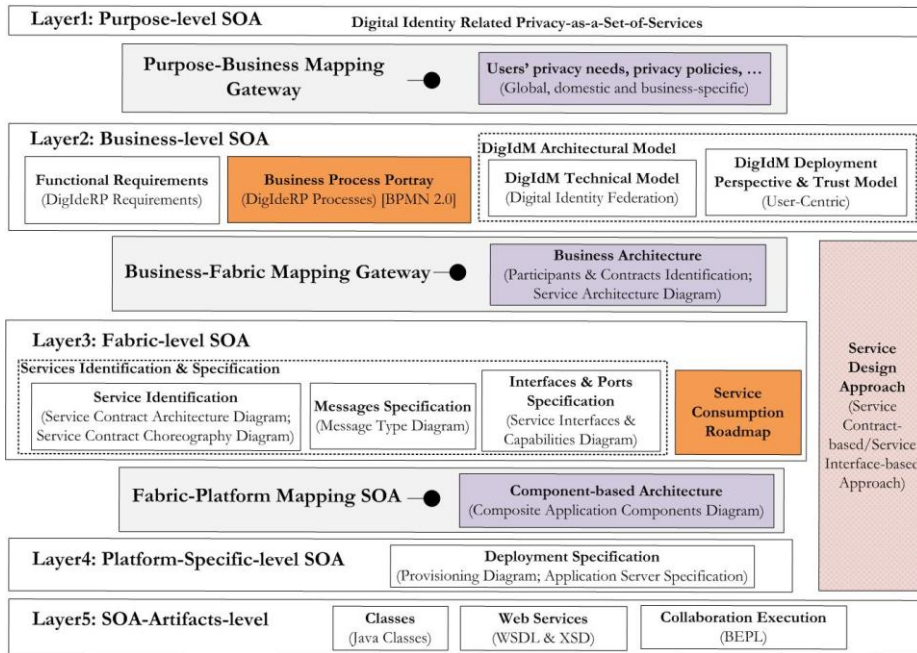 Layer1: Purpose-level SOA
Digital Identity Related Privacy-as-a-Set-of-Services
Purpose-Business Mapping
Gateway
Users' privacy needs, privacy policies, ...
(Global, domestic and business-specific)
Layer2: Business-level SOA
Functional Requirements
(DigIdeRP Requirements)
Business Process Portray
(DigIdeRP Processes) [BPMN 2.0]
DigIdM Architectural Model
DigIdM Technical Model
(Digital Identity Federation)
DigIdM Deployment
Perspective & Trust Model
(User-Centric)
Business-Fabric Mapping Gateway
Business Architecture
(Participants & Contracts Identification;
Service Architecture Diagram)
Layer3: Fabric-level SOA
Services Identification & Specification
Service Identification
(Service Contract Architecture Diagram;
Service Contract Choreography Diagram)
Messages Specification
(Message Type Diagram)
Interfaces & Ports
Specification
(Service Interfaces &
Capabilities Diagram)
Service
Consumption
Roadmap
Service
Design
Approach
(Service
Contract-
based/Service
Interface-based
Approach)
Fabric-Platform Mapping SOA
Component-based Architecture
(Composite Application Components Diagram)
Layer4: Platform-Specific-level SOA
Deployment Specification
(Provisioning Diagram; Application Server Specification)
Layer5: SOA-Artifacts-level
Classes
(Java Classes)
Web Services
(WSDL & XSD)
Collaboration Execution
(BEPL)